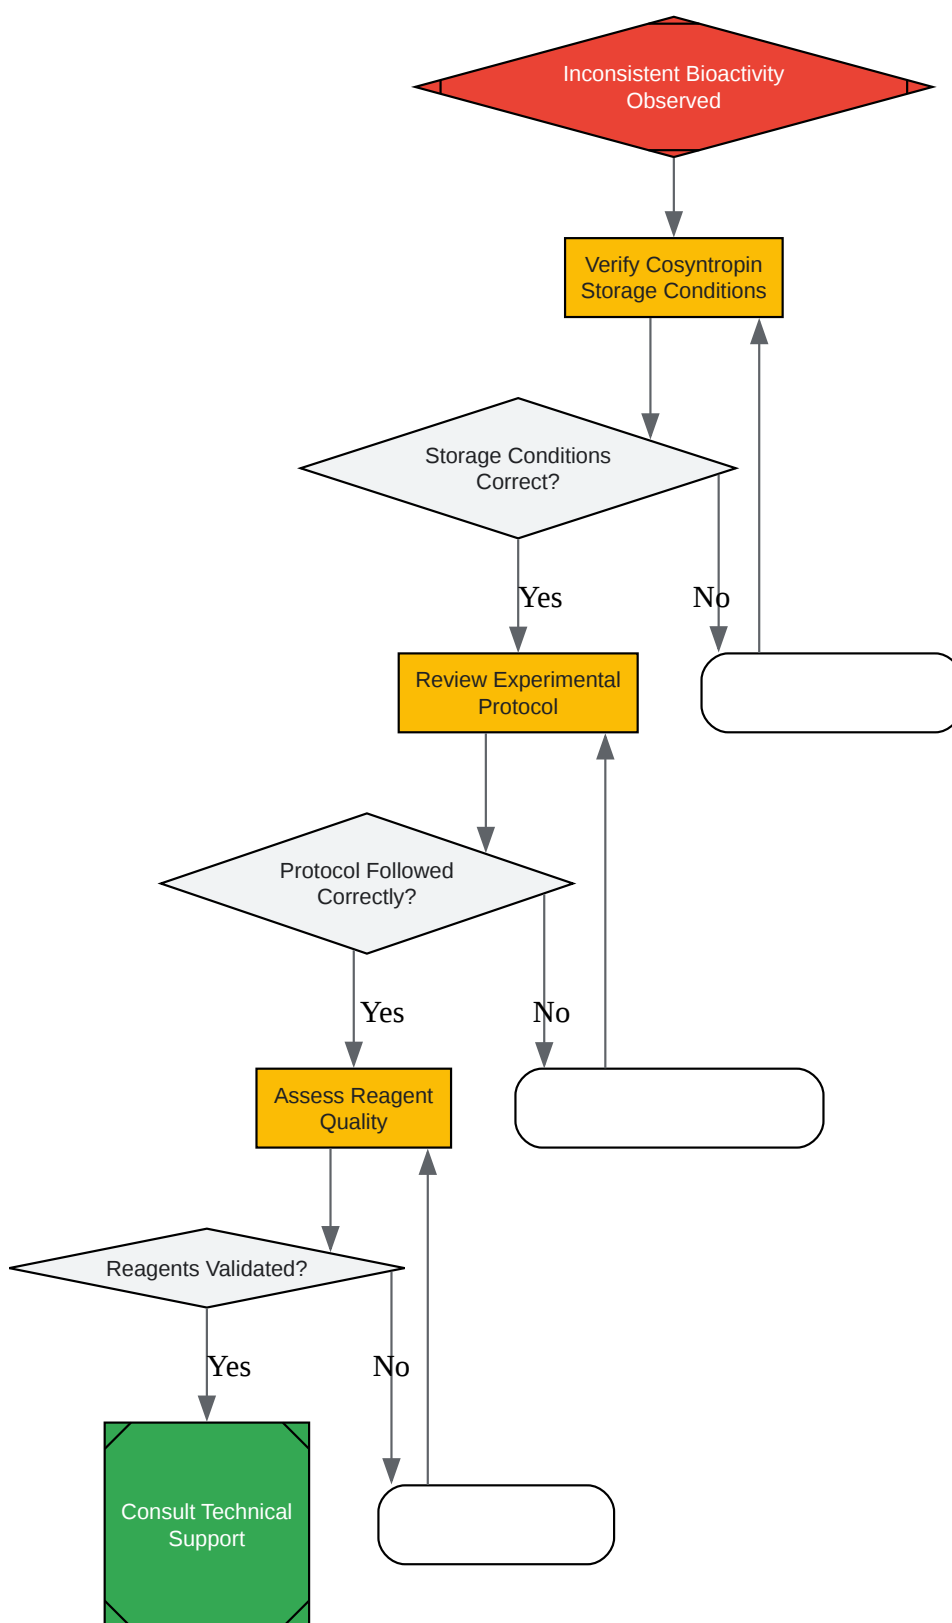 Inconsistent Bioactivity
Observed
Verify Cosyntropin
Storage Conditions
Storage Conditions
Correct?
Yes
No
Review Experimental
Protocol
Protocol Followed
Correctly?
Yes
No
Assess Reagent
Quality
Reagents Validated?
Yes
No
Consult Technical
Support